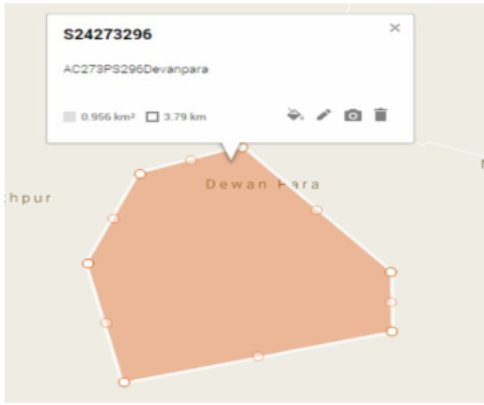 S24273296
AC273PS296Devanpara
0.956 km² 3.79 km
Dewan Para
hpur